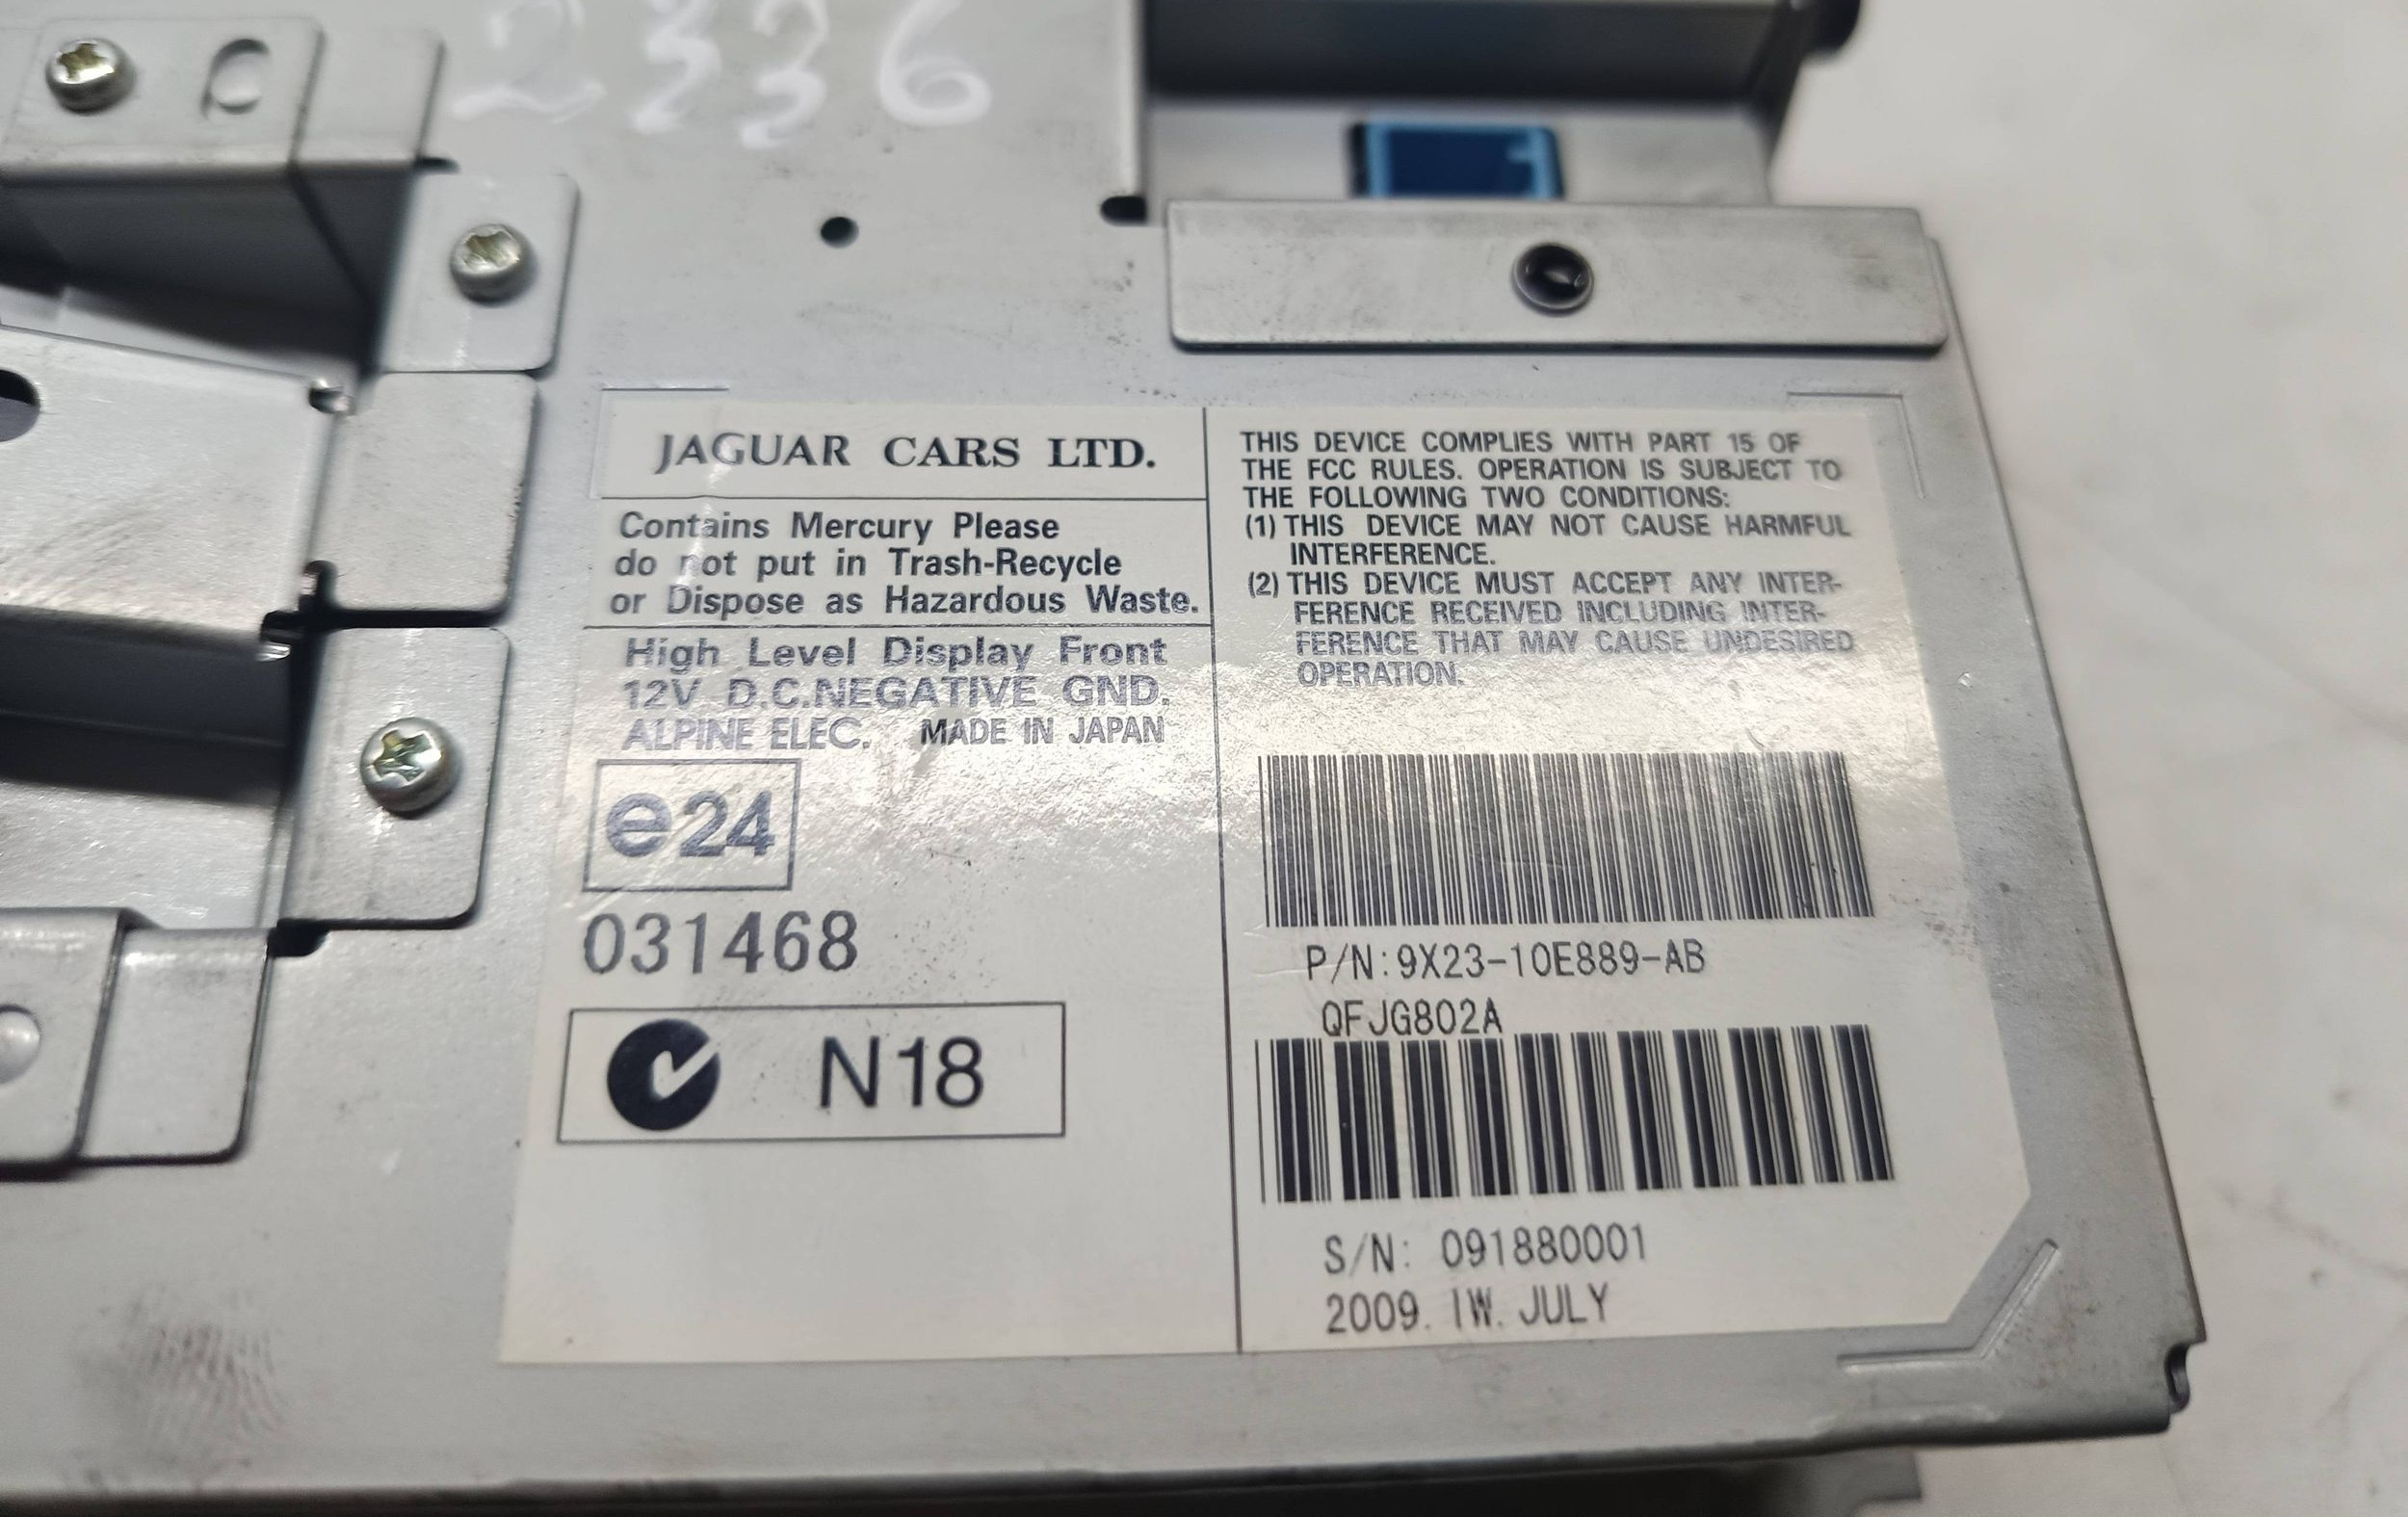 2336
JAGUAR CARS LTD.
Contains Mercury Please
do not put in Trash-Recycle
or Dispose as Hazardous Waste.
High Level Display Front
12V D.C.NEGATIVE GND.
ALPINE ELEC. MADE IN JAPAN
e24
031468
N18
THIS DEVICE COMPLIES WITH PART 15 OF
THE FCC RULES. OPERATION IS SUBJECT TO
THE FOLLOWING TWO CONDITIONS:
(1) THIS DEVICE MAY NOT CAUSE HARMFUL
INTERFERENCE.
(2) THIS DEVICE MUST ACCEPT ANY INTER-
FERENCE RECEIVED INCLUDING INTER-
FERENCE THAT MAY CAUSE UNDESIRED
OPERATION.
P/N:9X23-10E889-AB
QFJG802A
S/N: 091880001
2009. IW. JULY